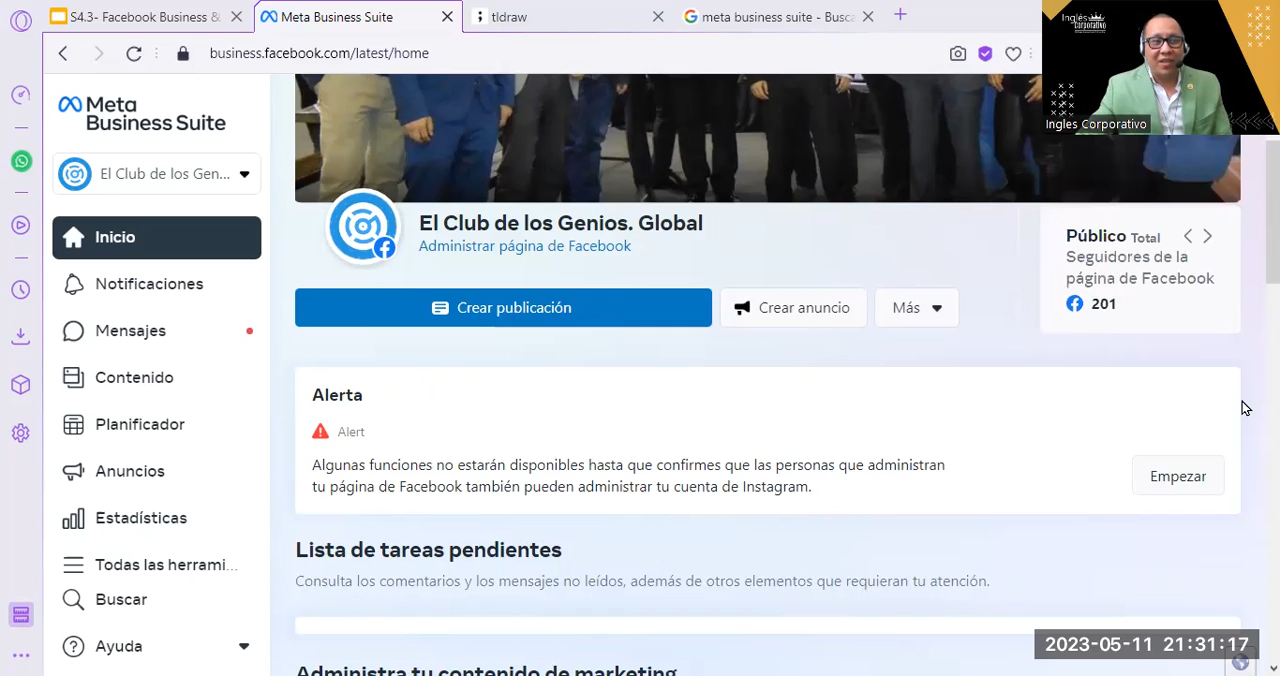 S4.3- Facebook Business &
Meta Business Suite
tldraw
meta business suite - Busca
business.facebook.com/latest/home
Inglés
Corporativo
Ingles Corporativo
Meta
Business Suite
El Club de los Gen...
Inicio
Notificaciones
Mensajes
Contenido
Planificador
Anuncios
Estadísticas
Todas las herrami...
Buscar
Ayuda
El Club de los Genios. Global
Administrar página de Facebook
Crear publicación
Crear anuncio
Más
Público Total
Seguidores de la
página de Facebook
201
Alerta
Alert
Algunas funciones no estarán disponibles hasta que confirmes que las personas que administran
tu página de Facebook también pueden administrar tu cuenta de Instagram.
Empezar
Lista de tareas pendientes
Consulta los comentarios y los mensajes no leídos, además de otros elementos que requieran tu atención.
Administra tu contenido de marketing
2023-05-11 21:31:17